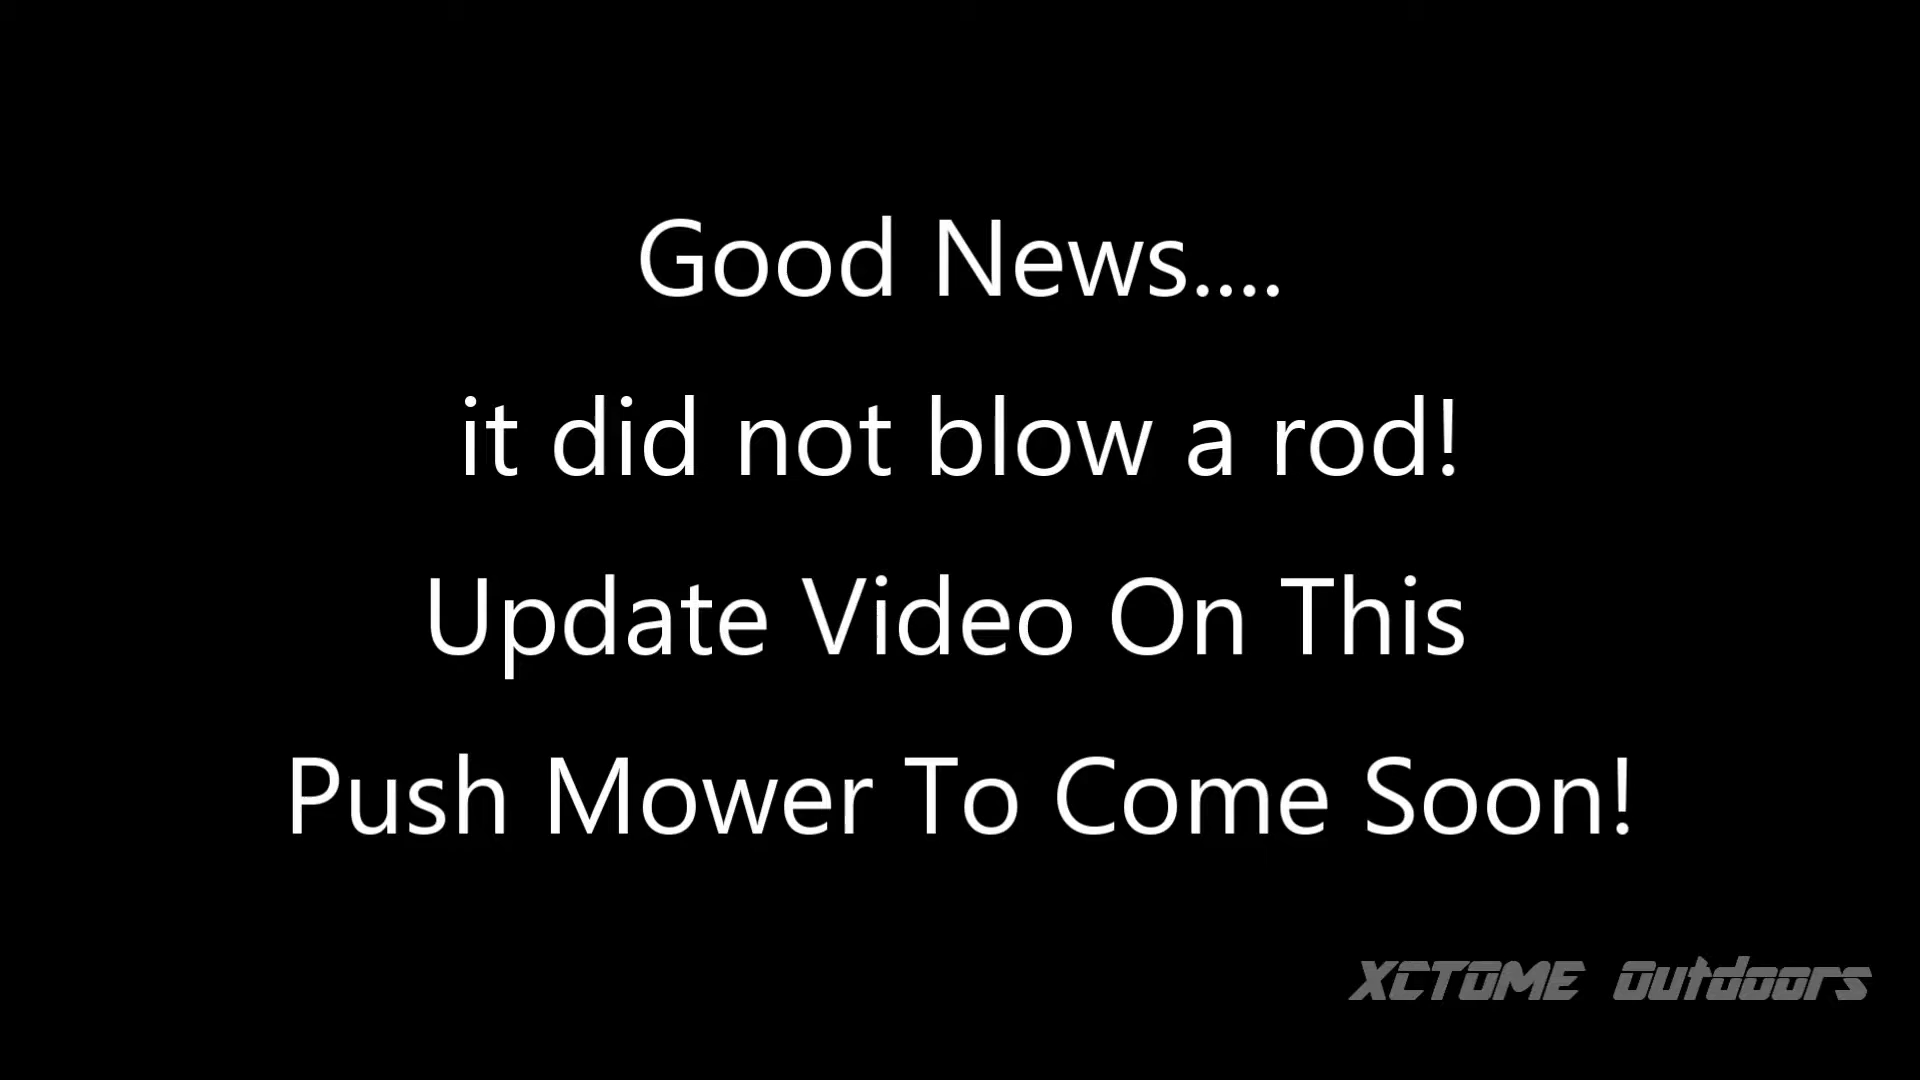 Good News....
it did not blow a rod!
Update Video On This
Push Mower To Come Soon!
XCTOME Outdoors